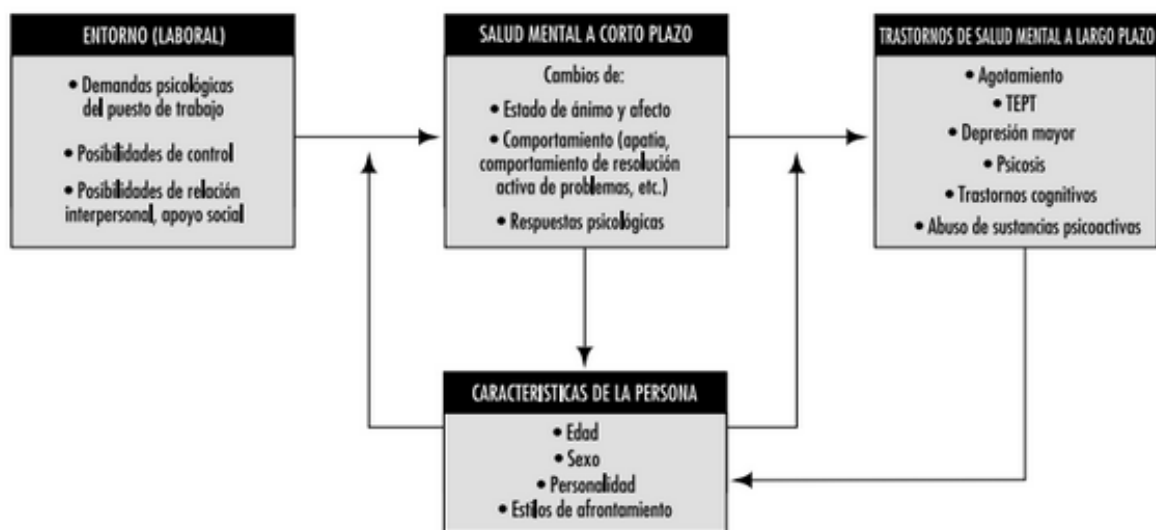 ENTORNO (LABORAL)
• Demandas psicológicas
del puesto de trabajo
• Posibilidades de control
• Posibilidades de relación
interpersonal, apoyo social
SALUD MENTAL A CORTO PLAZO
Cambios de:
• Estado de ánimo y afecto
• Comportamiento (apatía,
comportamiento de resolución
activa de problemas, etc.)
• Respuestas psicológicas
TRASTORNOS DE SALUD MENTAL A LARGO PLAZO
• Agotamiento
• TEPT
• Depresión mayor
• Psicosis
• Trastornos cognitivos
• Abuso de sustancias psicoactivas
CARACTERISTICAS DE LA PERSONA
• Edad
• Sexo
• Personalidad
• Estilos de afrontamiento